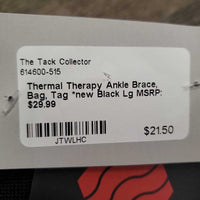 The Tack Collector
614600-515
Thermal Therapy Ankle Brace,
Bag, Tag *new Black Lg MSRP:
$29.99
JTWLHC
$21.50